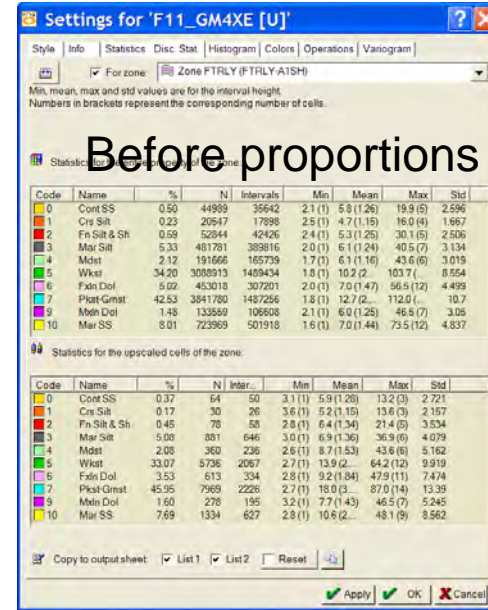 Settings for 'F11_GM4XE [U]'
Style Info Statistics Disc. Stat. Histogram Colors Operations Variogram
For zone: Zone FTRLY (FTRLY-A1SH)
Min, mean, max and std values are for the interval height.
Numbers in brackets represent the corresponding number of cells.
Before proportions
Statistics for the entire property of the zone:
Code Name % N Intervals Min Mean Max Std
0 Cont SS 0.50 44989 35642 2.1 (1) 5.8 (1.26) 19.9 (5) 2.596
1 Crs Silt 0.23 20547 17898 2.5 (1) 4.7 (1.15) 16.0 (4) 1.667
2 Fn Silt & Sh 0.59 52844 42426 2.4 (1) 5.3 (1.25) 30.1 (6) 2.506
3 Mar Silt 5.33 481781 389816 2.0 (1) 6.1 (1.24) 40.5 (7) 3.134
4 Mdst 2.12 191666 165739 1.7 (1) 6.1 (1.16) 43.6 (6) 3.019
5 Wkst 34.20 3088913 1489434 1.8 (1) 10.2 (2... 103.7 (... 8.554
6 Fxln Dol 5.02 453018 307201 2.0 (1) 7.0 (1.47) 56.5 (12) 4.499
7 Pkst-Grnst 42.53 3841780 1487256 1.8 (1) 12.7 (2... 112.0 (... 10.7
9 Mxln Dol 1.48 133559 106608 2.1 (1) 6.0 (1.25) 46.5 (7) 3.05
10 Mar SS 8.01 723969 501918 1.6 (1) 7.0 (1.44) 73.5 (12) 4.837
Statistics for the upscaled cells of the zone:
Code Name % N Inter... Min Mean Max Std
0 Cont SS 0.37 64 50 3.1 (1) 5.9 (1.28) 13.2 (3) 2.721
1 Crs Silt 0.17 30 26 3.6 (1) 5.2 (1.15) 13.6 (3) 2.157
2 Fn Silt & Sh 0.45 78 58 2.8 (1) 6.4 (1.34) 21.4 (5) 3.534
3 Mar Silt 5.08 881 646 3.0 (1) 6.9 (1.36) 36.9 (6) 4.079
4 Mdst 2.08 360 236 2.6 (1) 8.7 (1.53) 43.6 (6) 5.162
5 Wkst 33.07 5736 2067 2.7 (1) 13.9 (2... 64.2 (12) 9.919
6 Fxln Dol 3.53 613 334 2.8 (1) 9.2 (1.84) 47.9 (11) 7.474
7 Pkst-Grnst 45.95 7969 2226 2.7 (1) 18.0 (3... 87.0 (14) 13.39
9 Mxln Dol 1.60 278 195 3.2 (1) 7.7 (1.43) 46.5 (7) 5.245
10 Mar SS 7.69 1334 627 2.8 (1) 10.6 (2... 48.1 (9) 8.562
Copy to output sheet: List 1 List 2 Reset
Apply OK Cancel